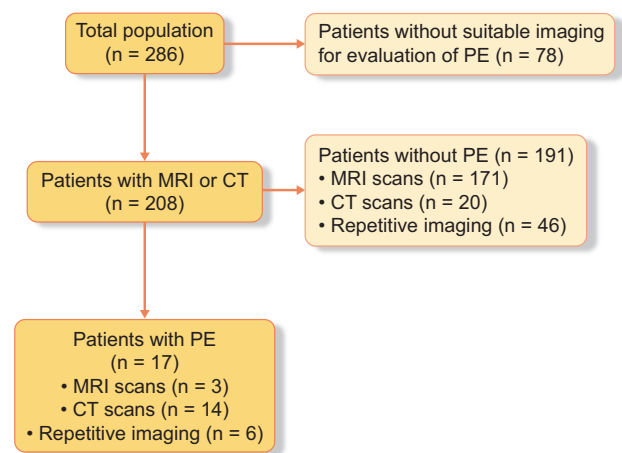 Total population
(n = 286)
Patients without suitable imaging
for evaluation of PE (n = 78)
Patients with MRI or CT
(n = 208)
Patients without PE (n = 191)
• MRI scans (n = 171)
• CT scans (n = 20)
• Repetitive imaging (n = 46)
Patients with PE
(n = 17)
• MRI scans (n = 3)
• CT scans (n = 14)
• Repetitive imaging (n = 6)